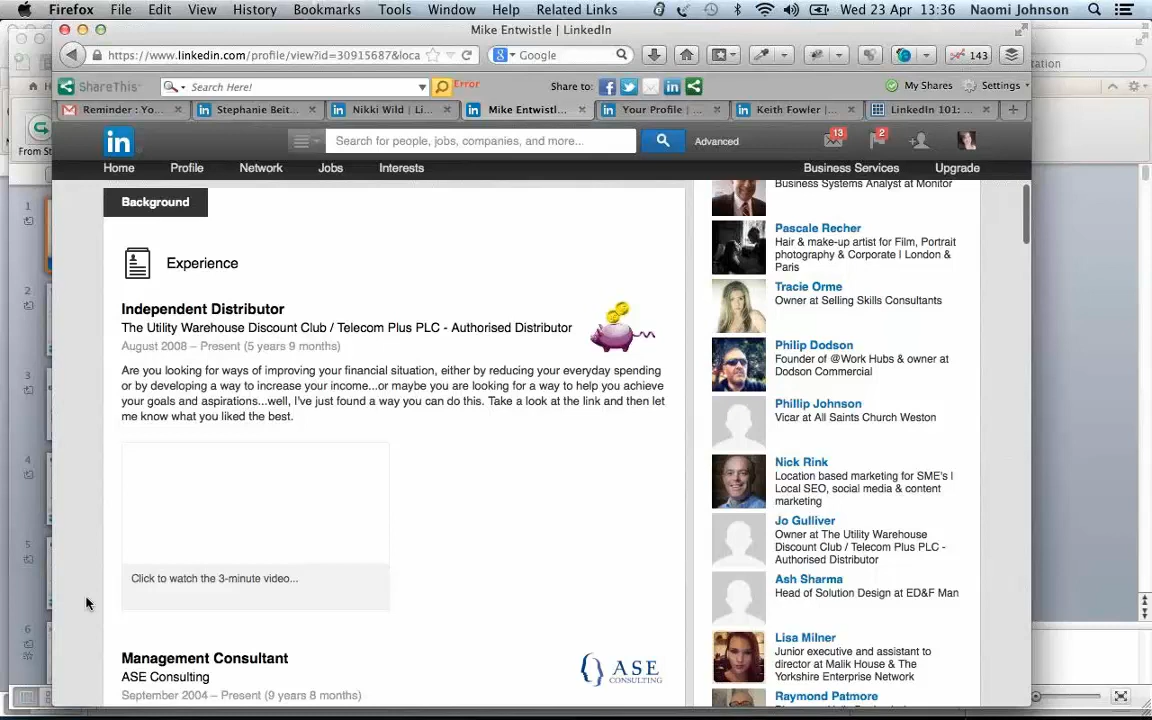 Firefox File Edit View History Bookmarks Tools Window Help Related Links Wed 23 Apr 13:36 Naomi Johnson
Mike Entwistle | LinkedIn
https://www.linkedin.com/profile/view?id=30915687&loca
Google
143
ShareThis
Search Here!
Error
Share to:
My Shares
Settings
Reminder : Yo...
Stephanie Beit...
Nikki Wild | Li...
Mike Entwistle...
Your Profile | ...
Keith Fowler | ...
LinkedIn 101: ...
From St
in
Search for people, jobs, companies, and more...
Advanced
13
2
Home Profile Network Jobs Interests
Business Services Upgrade
Background
Experience
Independent Distributor
The Utility Warehouse Discount Club / Telecom Plus PLC - Authorised Distributor
August 2008 – Present (5 years 9 months)
Are you looking for ways of improving your financial situation, either by reducing your everyday spending
or by developing a way to increase your income...or maybe you are looking for a way to help you achieve
your goals and aspirations...well, I've just found a way you can do this. Take a look at the link and then let
me know what you liked the best.
Click to watch the 3-minute video...
Management Consultant
ASE Consulting
September 2004 – Present (9 years 8 months)
ASE
CONSULTING
Business Systems Analyst at Monitor
Pascale Recher
Hair & make-up artist for Film, Portrait
photography & Corporate | London &
Paris
Tracie Orme
Owner at Selling Skills Consultants
Philip Dodson
Founder of @Work Hubs & owner at
Dodson Commercial
Phillip Johnson
Vicar at All Saints Church Weston
Nick Rink
Location based marketing for SME's |
Local SEO, social media & content
marketing
Jo Gulliver
Owner at The Utility Warehouse
Discount Club / Telecom Plus PLC -
Authorised Distributor
Ash Sharma
Head of Solution Design at ED&F Man
Lisa Milner
Junior executive and assistant to
director at Malik House & The
Yorkshire Enterprise Network
Raymond Patmore
1
2
3
4
5
6